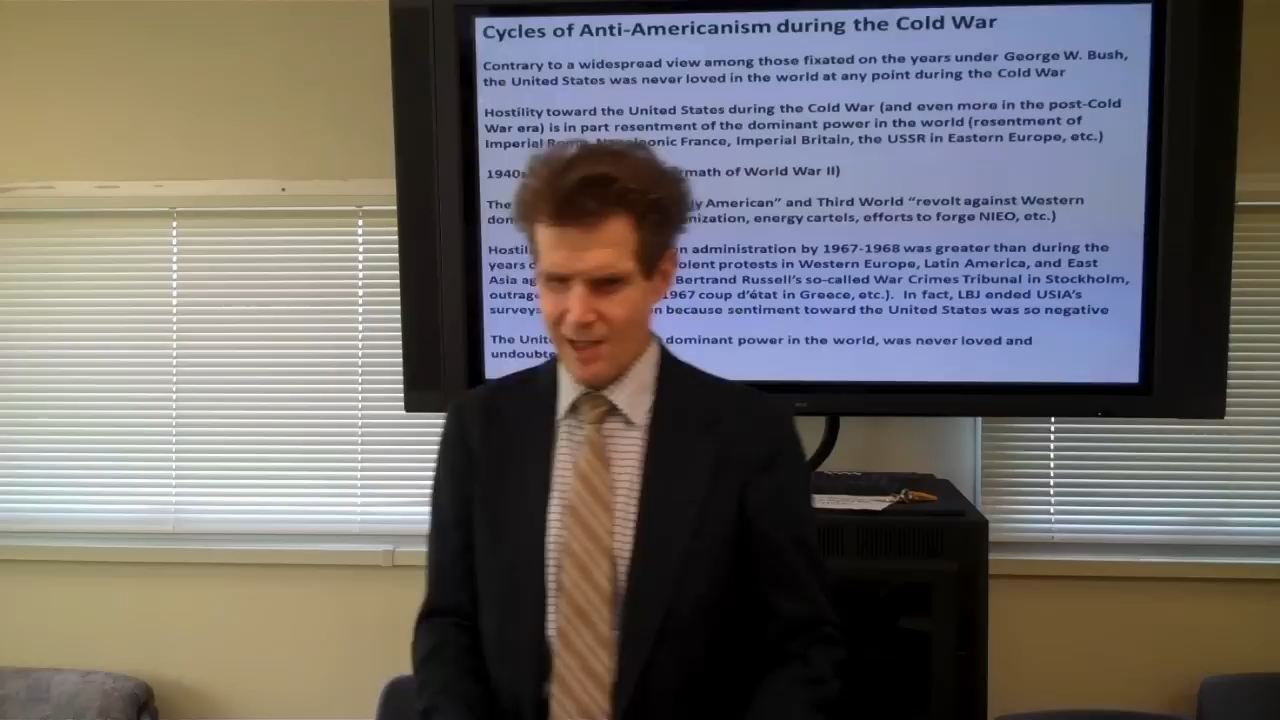 Cycles of Anti-Americanism during the Cold War
Contrary to a widespread view among those fixated on the years under George W. Bush,
the United States was never loved in the world at any point during the Cold War
Hostility toward the United States during the Cold War (and even more in the post-Cold
War era) is in part resentment of the dominant power in the world (resentment of
Imperial Rome, Napoleonic France, Imperial Britain, the USSR in Eastern Europe, etc.)
1940s math of World War II)
The ly American” and Third World “revolt against Western
don nization, energy cartels, efforts to forge NIEO, etc.)
Hostil n administration by 1967-1968 was greater than during the
years olent protests in Western Europe, Latin America, and East
Asia ag Bertrand Russell’s so-called War Crimes Tribunal in Stockholm,
outrag 1967 coup d’état in Greece, etc.). In fact, LBJ ended USIA’s
surveys n because sentiment toward the United States was so negative
The Unite dominant power in the world, was never loved and
undoubte